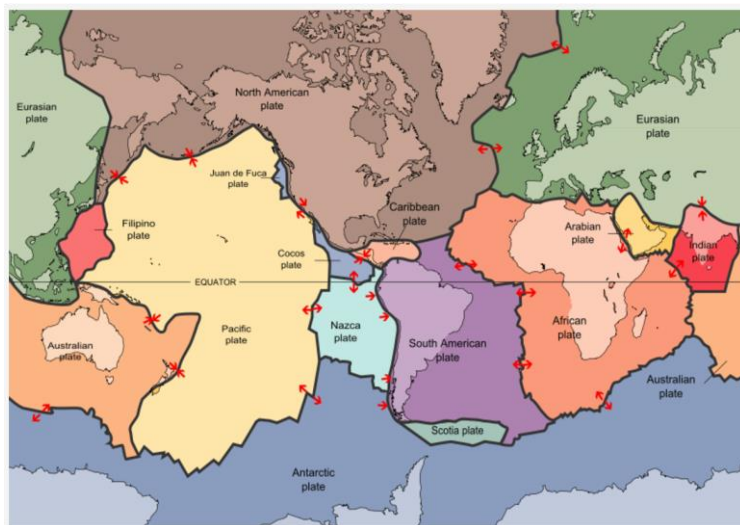 North American
plate
Eurasian
plate
Eurasian
plate
Juan de Fuca
plate
Caribbean
plate
Filipino
plate
Arabian
plate
Indian
plate
Cocos
plate
EQUATOR
Pacific
plate
Nazca
plate
South American
plate
African
plate
Australian
plate
Australian
plate
Scotia plate
Antarctic
plate